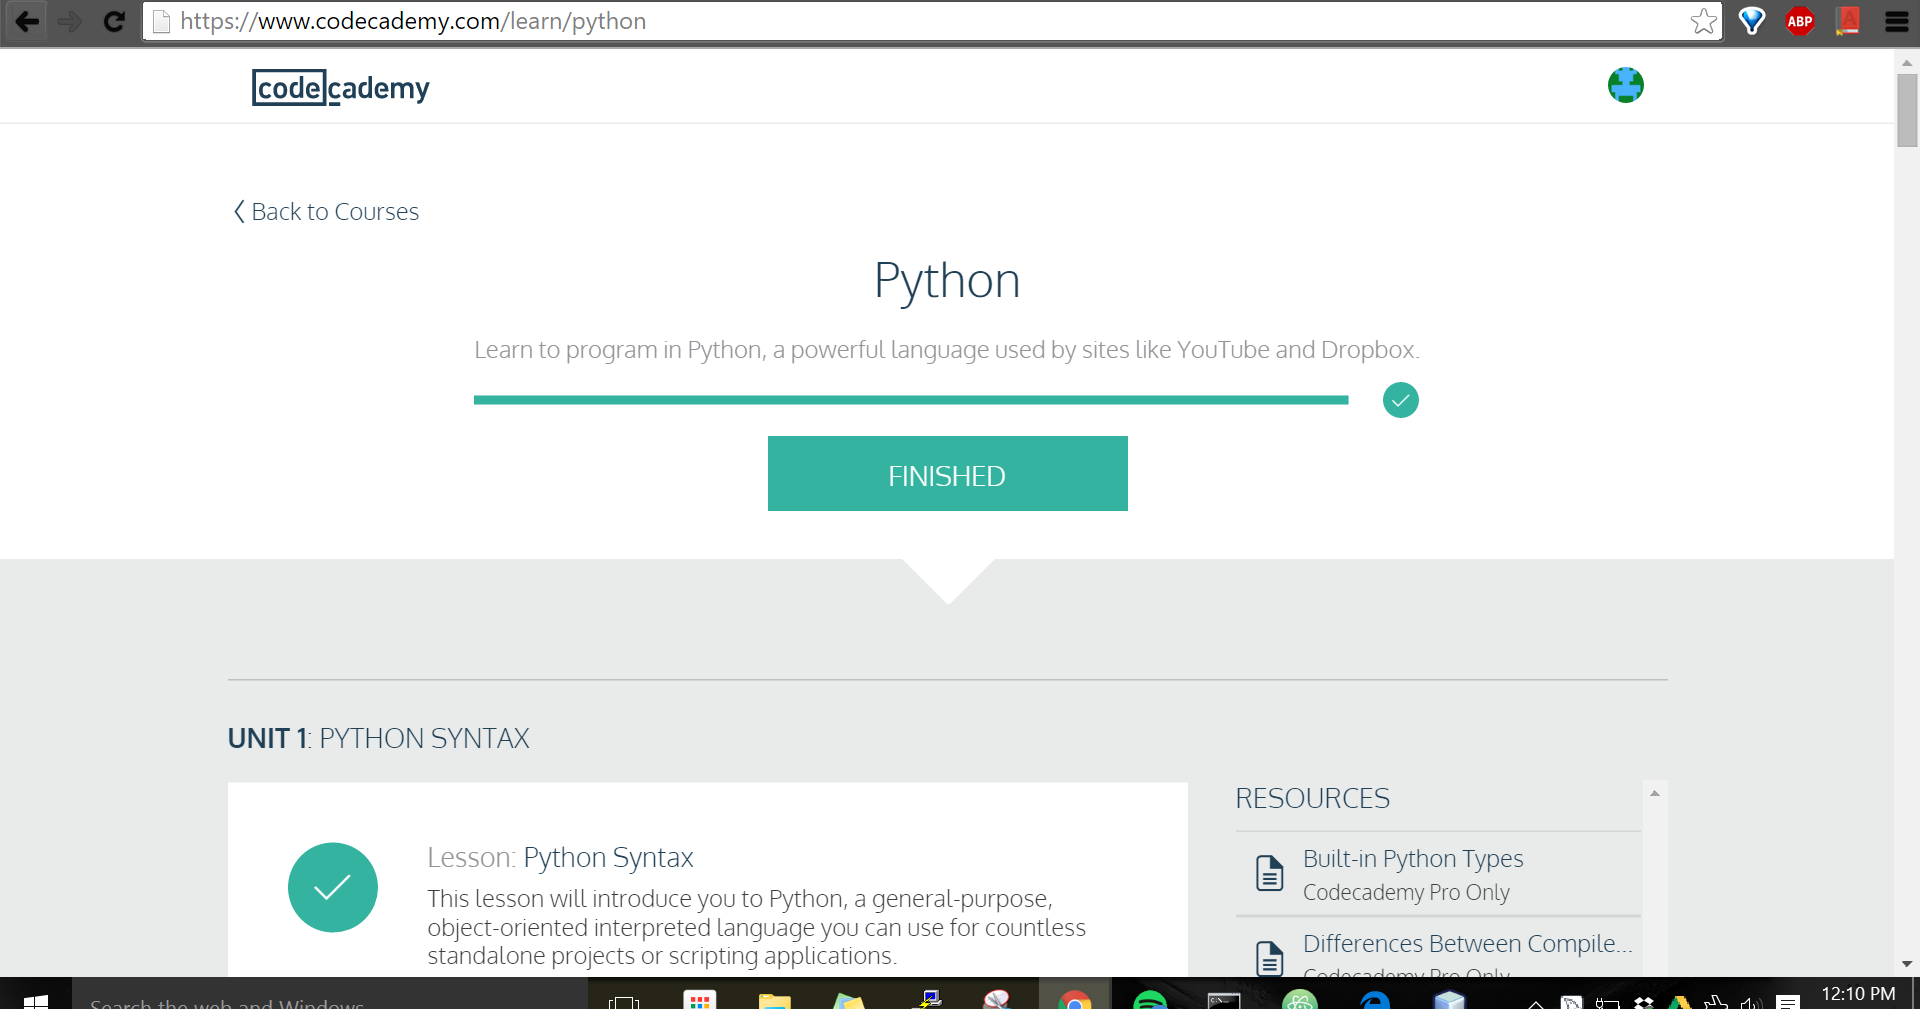 https://www.codecademy.com/learn/python
ABP
codecademy
Back to Courses
Python
Learn to program in Python, a powerful language used by sites like YouTube and Dropbox.
FINISHED
UNIT 1: PYTHON SYNTAX
Lesson: Python Syntax
This lesson will introduce you to Python, a general-purpose,
object-oriented interpreted language you can use for countless
standalone projects or scripting applications.
RESOURCES
Built-in Python Types
Codecademy Pro Only
Differences Between Compile...
Codecademy Pro Only
Search the web and Windows
12:10 PM